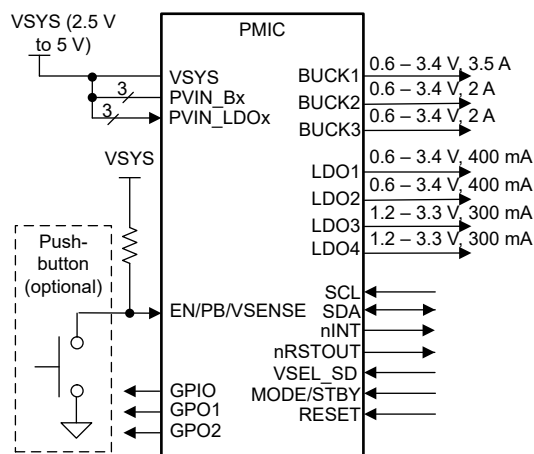 VSYS (2.5 V
to 5 V)
PMIC
VSYS
3
PVIN_Bx
3
PVIN_LDOx
VSYS
Push-
button
(optional)
EN/PB/VSENSE
GPIO
GPO1
GPO2
BUCK1
0.6 – 3.4 V, 3.5 A
BUCK2
0.6 – 3.4 V, 2 A
BUCK3
0.6 – 3.4 V, 2 A
LDO1
0.6 – 3.4 V, 400 mA
LDO2
0.6 – 3.4 V, 400 mA
LDO3
1.2 – 3.3 V, 300 mA
LDO4
1.2 – 3.3 V, 300 mA
SCL
SDA
nINT
nRSTOUT
VSEL_SD
MODE/STBY
RESET